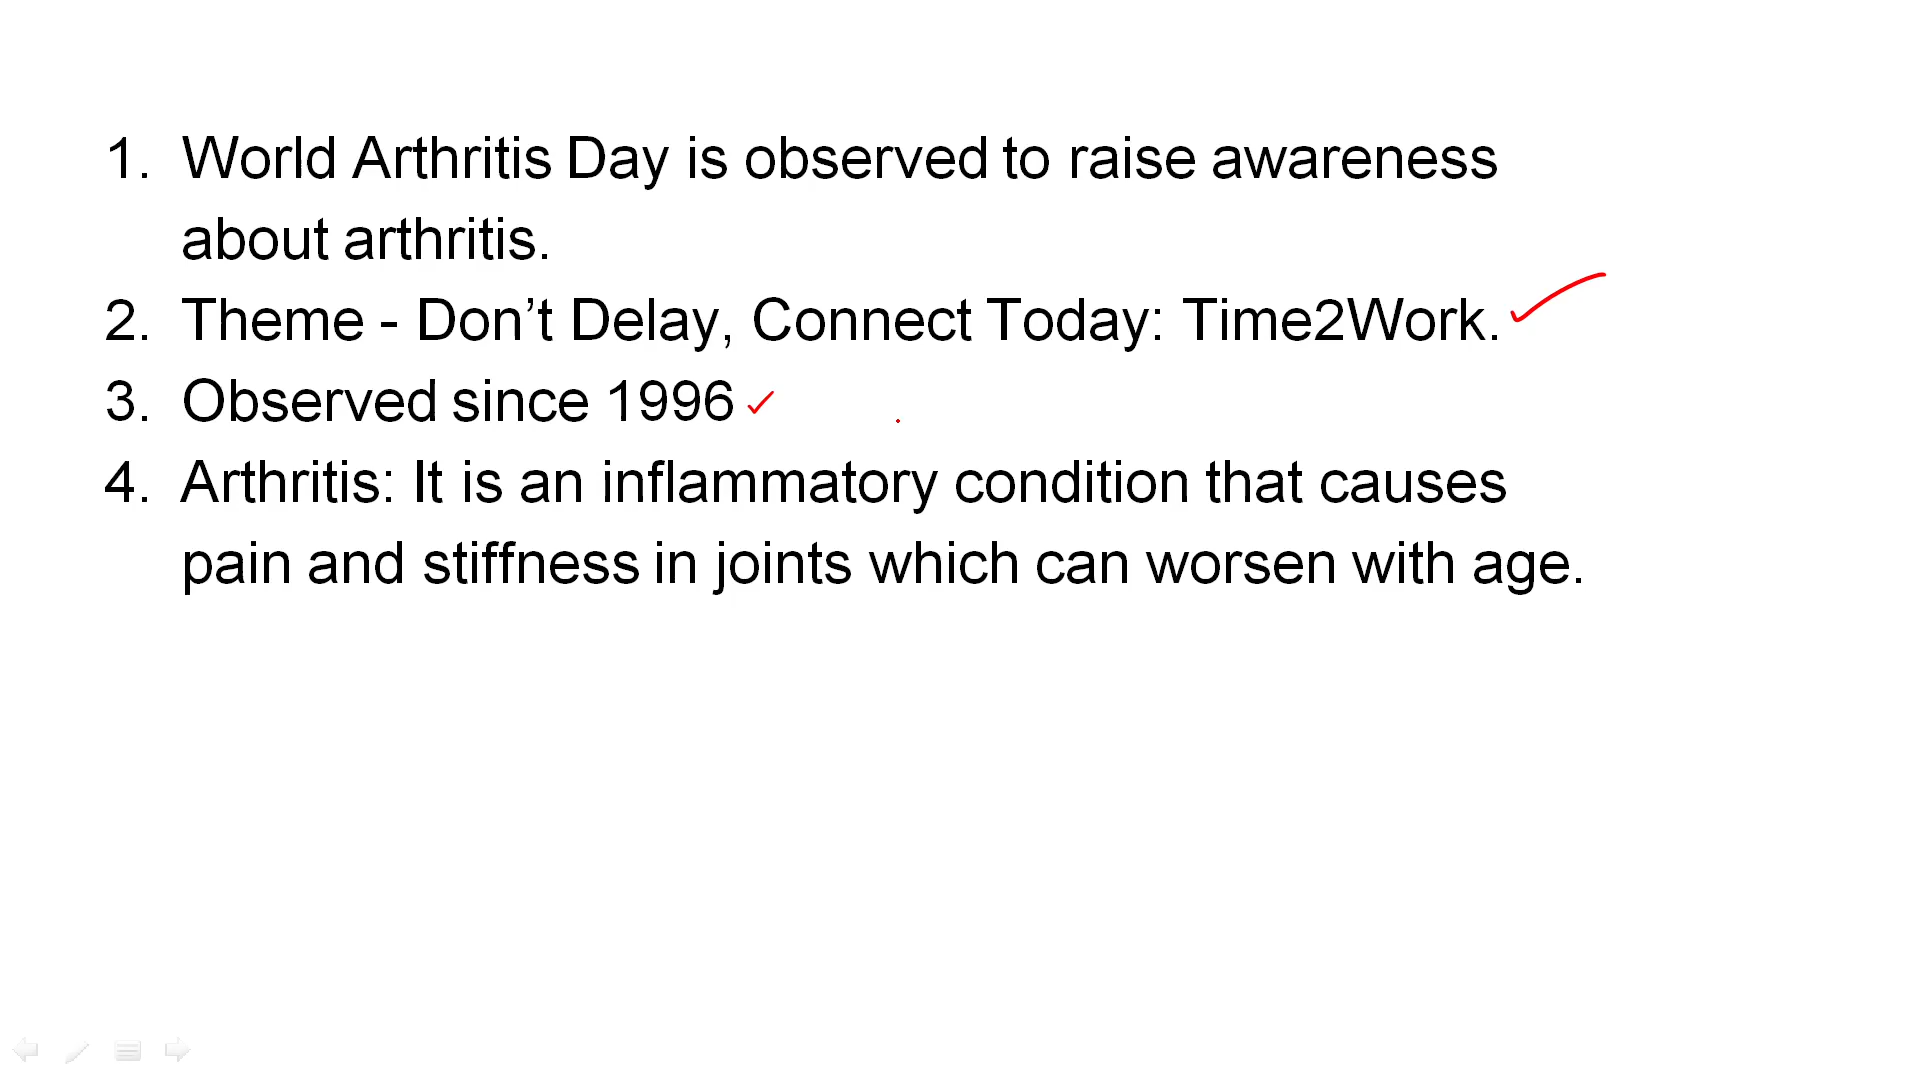 1. World Arthritis Day is observed to raise awareness
about arthritis.
2. Theme - Don’t Delay, Connect Today: Time2Work.
3. Observed since 1996
4. Arthritis: It is an inflammatory condition that causes
pain and stiffness in joints which can worsen with age.